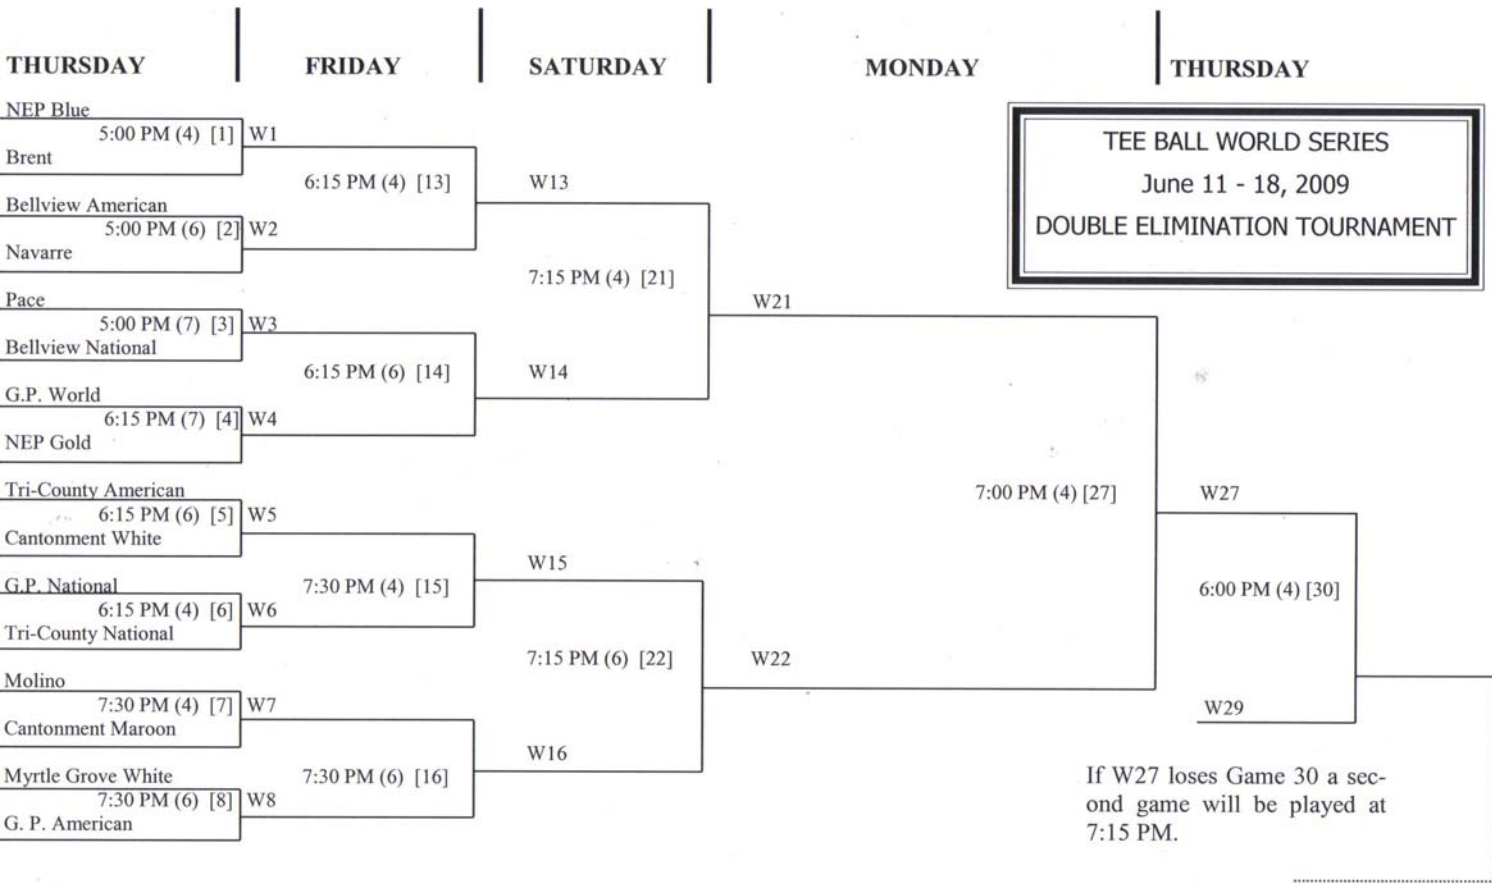 THURSDAY
FRIDAY
SATURDAY
MONDAY
THURSDAY
TEE BALL WORLD SERIES
June 11 - 18, 2009
DOUBLE ELIMINATION TOURNAMENT
NEP Blue
5:00 PM (4) [1] W1
Brent
6:15 PM (4) [13]
W13
Bellview American
5:00 PM (6) [2] W2
Navarre
7:15 PM (4) [21]
W21
Pace
5:00 PM (7) [3] W3
Bellview National
6:15 PM (6) [14]
W14
G.P. World
6:15 PM (7) [4] W4
NEP Gold
Tri-County American
6:15 PM (6) [5] W5
Cantonment White
7:00 PM (4) [27]
W27
W15
G.P. National
7:30 PM (4) [15]
6:00 PM (4) [30]
6:15 PM (4) [6] W6
Tri-County National
7:15 PM (6) [22]
W22
Molino
7:30 PM (4) [7] W7
W29
Cantonment Maroon
W16
Myrtle Grove White
7:30 PM (6) [16]
7:30 PM (6) [8] W8
G. P. American
If W27 loses Game 30 a sec-
ond game will be played at
7:15 PM.